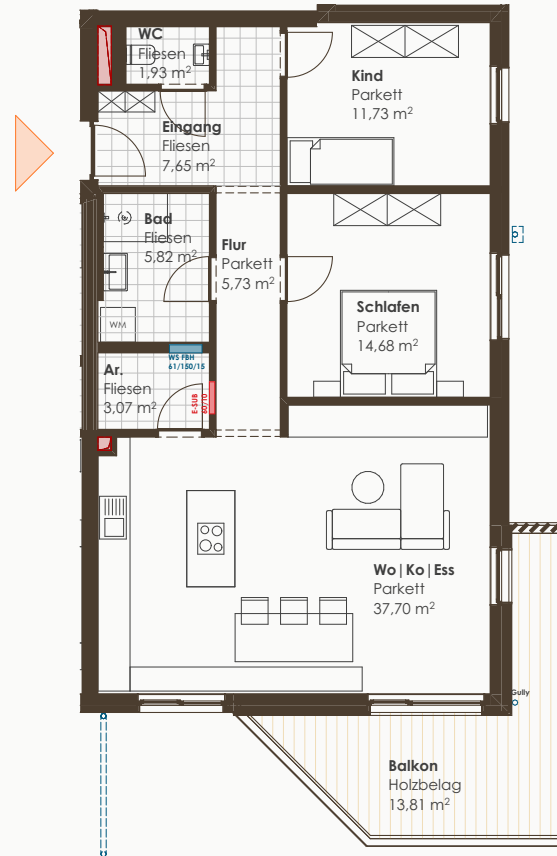 WC
Fliesen
1,93 m²
Kind
Parkett
11,73 m²
Eingang
Fliesen
7,65 m²
Bad
Fliesen
5,82 m²
Flur
Parkett
5,73 m²
WM
Schlafen
Parkett
14,68 m²
WS FBH
61/150/15
Ar.
Fliesen
3,07 m²
E-SUB
60/10
Wo|Ko|Ess
Parkett
37,70 m²
Gully
Balkon
Holzbelag
13,81 m²